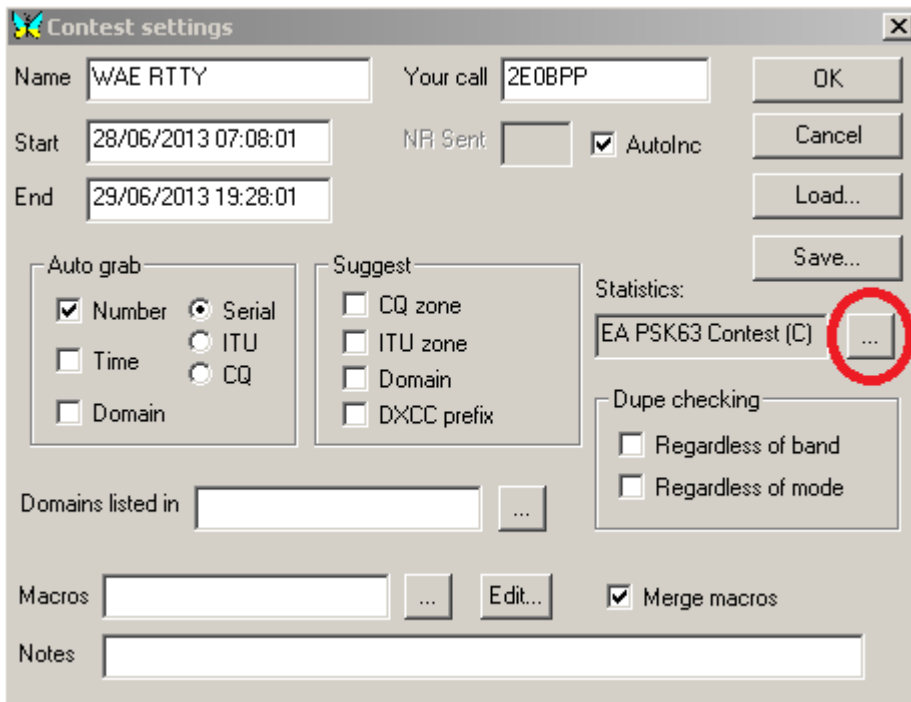 Contest settings
Name WAE RTTY Your call 2E0BPP OK
Start 28/06/2013 07:08:01 NR Sent AutoInc Cancel
End 29/06/2013 19:28:01 Load...
Save...
Auto grab
Number Serial
Time ITU
CQ
Domain
Suggest
CQ zone
ITU zone
Domain
DXCC prefix
Statistics:
EA PSK63 Contest (C) ...
Dupe checking
Regardless of band
Regardless of mode
Domains listed in ...
Macros ... Edit... Merge macros
Notes